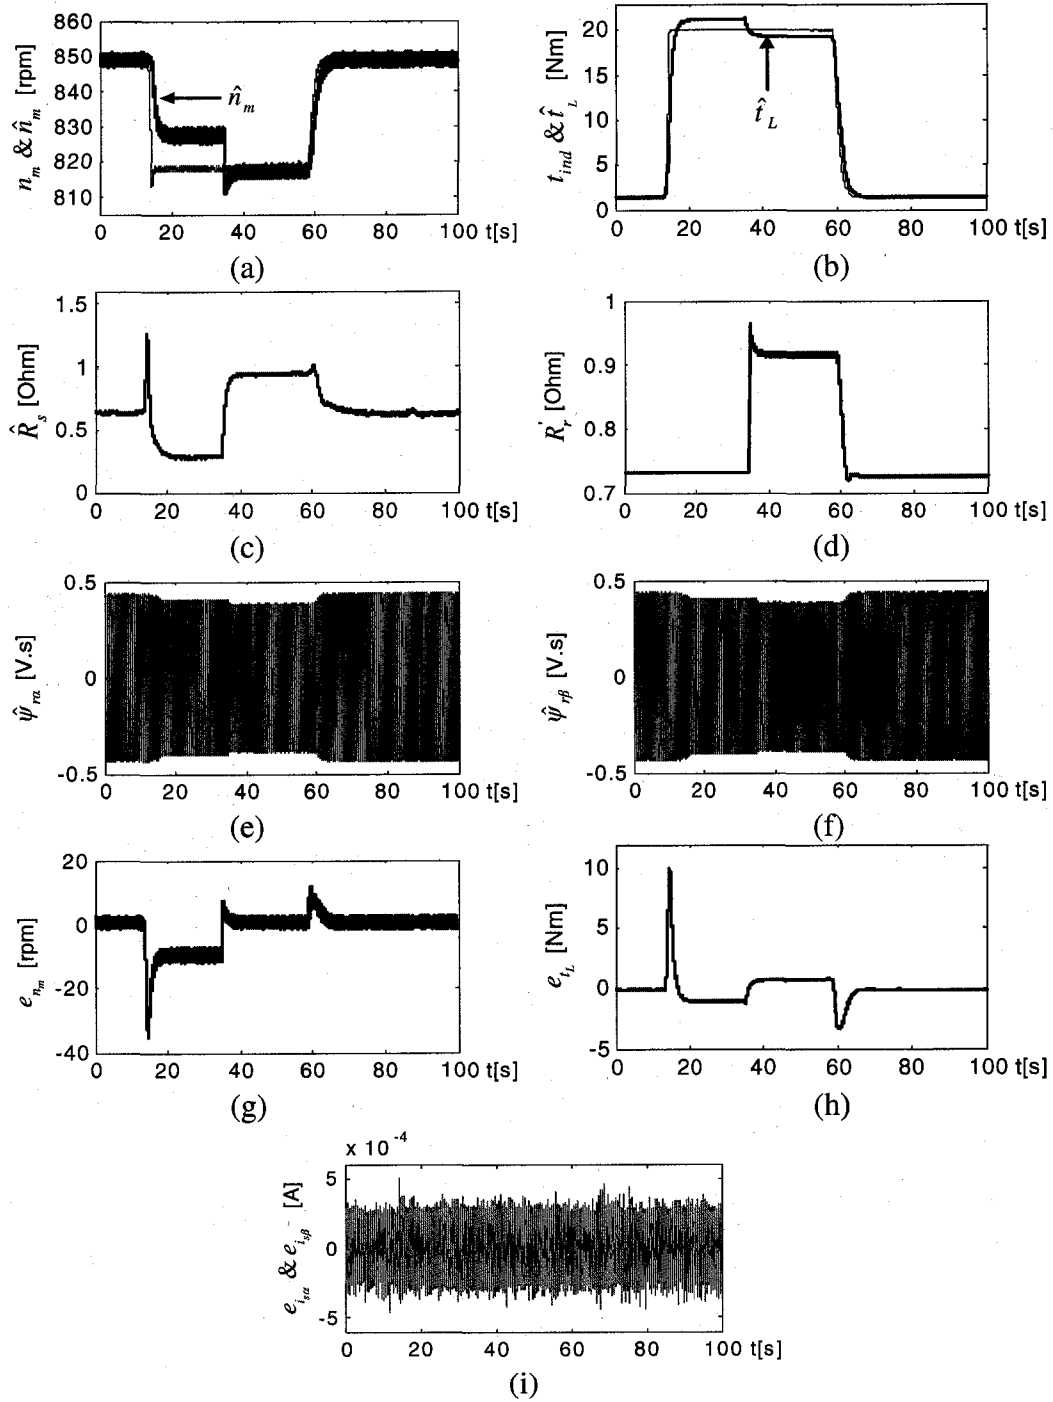 860
850
840
830
820
810
n_m & n̂_m [rpm]
n̂_m
0 20 40 60 80 100 t[s]
(a)
20
15
10
5
0
t_ind & t̂_L [Nm]
t̂_L
0 20 40 60 80 100 t[s]
(b)
1.5
1
0.5
0
R̂_s [Ohm]
0 20 40 60 80 100 t[s]
(c)
1
0.9
0.8
0.7
R_r' [Ohm]
0 20 40 60 80 100 t[s]
(d)
0.5
0
-0.5
ψ̂_rα [V.s]
0 20 40 60 80 100 t[s]
(e)
0.5
0
-0.5
ψ̂_rβ [V.s]
0 20 40 60 80 100 t[s]
(f)
20
0
-20
-40
e_n_m [rpm]
0 20 40 60 80 100 t[s]
(g)
10
5
0
-5
e_t_L [Nm]
0 20 40 60 80 100 t[s]
(h)
x 10^-4
5
0
-5
e_i_sα & e_i_sβ [A]
0 20 40 60 80 100 t[s]
(i)